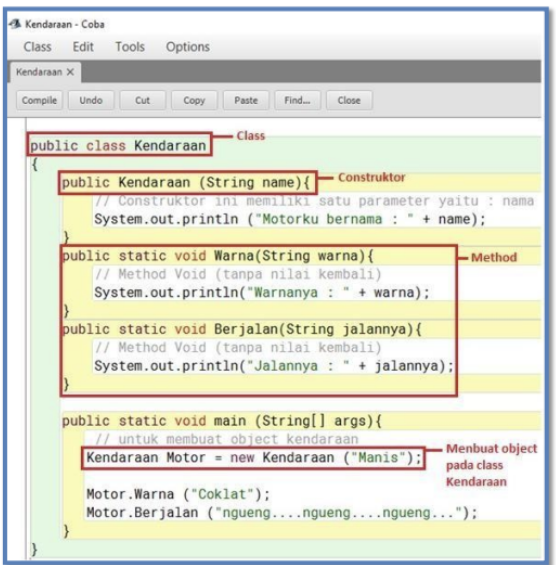 Kendaraan - Coba
Class Edit Tools Options
Kendaraan X
Compile Undo Cut Copy Paste Find... Close
public class Kendaraan Class
{
public Kendaraan (String name){ Construktor
// Constructor ini memiliki satu parameter yaitu : nama
System.out.println ("Motorku bernama : " + name);
}
public static void Warna(String warna){ Method
// Method Void (tanpa nilai kembali)
System.out.println("Warnanya : " + warna);
}
public static void Berjalan(String jalannya){
// Method Void (tanpa nilai kembali)
System.out.println("Jalannya : " + jalannya);
}
public static void main (String[] args){
// untuk membuat object kendaraan
Kendaraan Motor = new Kendaraan ("Manis"); Menbuat object
pada class
Kendaraan
Motor.Warna ("Coklat");
Motor.Berjalan ("ngueng....ngueng....ngueng...");
}
}